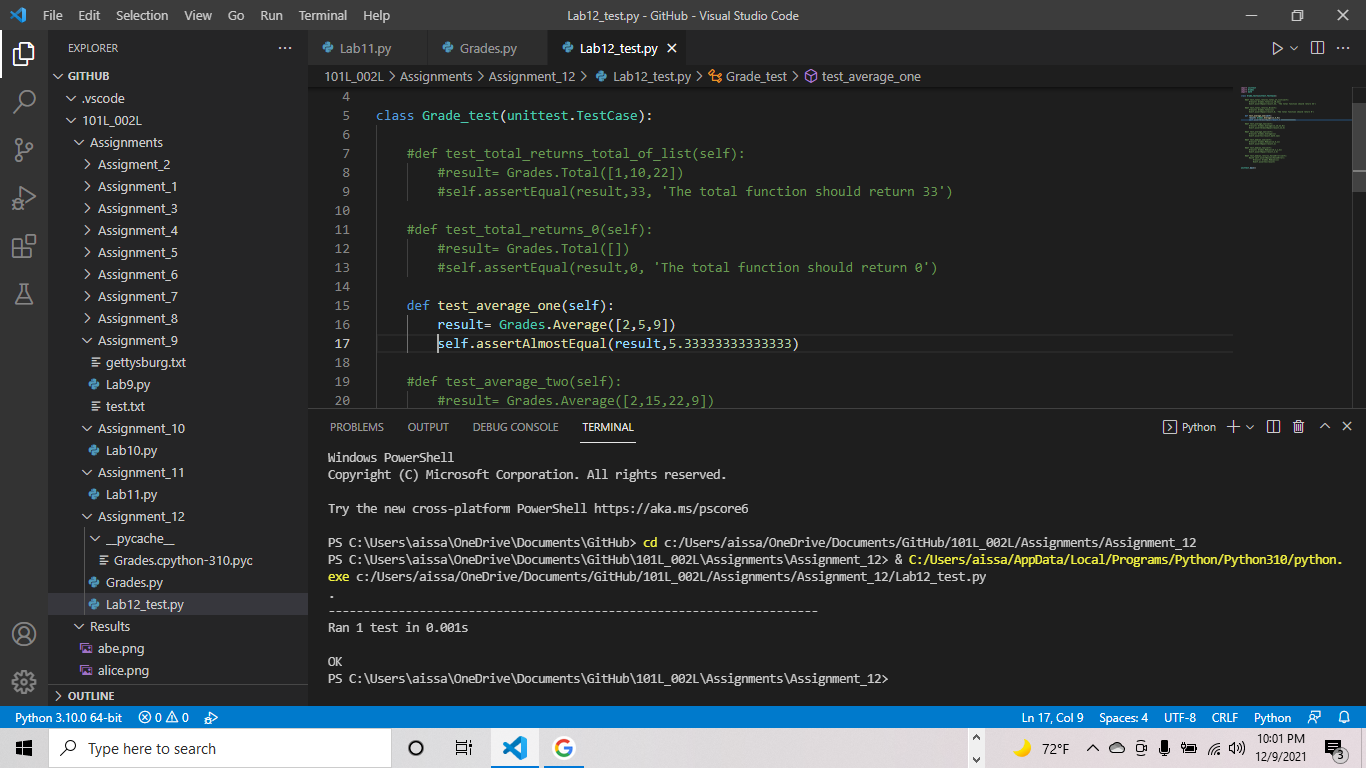 File Edit Selection View Go Run Terminal Help
Lab12_test.py - GitHub - Visual Studio Code
EXPLORER
GITHUB
.vscode
101L_002L
Assignments
Assigment_2
Assignment_1
Assignment_3
Assignment_4
Assignment_5
Assignment_6
Assignment_7
Assignment_8
Assignment_9
gettysburg.txt
Lab9.py
test.txt
Assignment_10
Lab10.py
Assignment_11
Lab11.py
Assignment_12
__pycache__
Grades.cpython-310.pyc
Grades.py
Lab12_test.py
Results
abe.png
alice.png
OUTLINE
Lab11.py Grades.py Lab12_test.py
101L_002L > Assignments > Assignment_12 > Lab12_test.py > Grade_test > test_average_one
4
5 class Grade_test(unittest.TestCase):
6
7 #def test_total_returns_total_of_list(self):
8 #result= Grades.Total([1,10,22])
9 #self.assertEqual(result,33, 'The total function should return 33')
10
11 #def test_total_returns_0(self):
12 #result= Grades.Total([])
13 #self.assertEqual(result,0, 'The total function should return 0')
14
15 def test_average_one(self):
16 result= Grades.Average([2,5,9])
17 self.assertAlmostEqual(result,5.33333333333333)
18
19 #def test_average_two(self):
20 #result= Grades.Average([2,15,22,9])
PROBLEMS OUTPUT DEBUG CONSOLE TERMINAL
Python
Windows PowerShell
Copyright (C) Microsoft Corporation. All rights reserved.
Try the new cross-platform PowerShell https://aka.ms/pscore6
PS C:\Users\aissa\OneDrive\Documents\GitHub> cd c:/Users/aissa/OneDrive/Documents/GitHub/101L_002L/Assignments/Assignment_12
PS C:\Users\aissa\OneDrive\Documents\GitHub\101L_002L\Assignments\Assignment_12> & C:/Users/aissa/AppData/Local/Programs/Python/Python310/python.
exe c:/Users/aissa/OneDrive/Documents/GitHub/101L_002L/Assignments/Assignment_12/Lab12_test.py
.
----------------------------------------------------------------------
Ran 1 test in 0.001s
OK
PS C:\Users\aissa\OneDrive\Documents\GitHub\101L_002L\Assignments\Assignment_12>
Python 3.10.0 64-bit 0 0
Ln 17, Col 9 Spaces: 4 UTF-8 CRLF Python
Type here to search
72°F
10:01 PM
12/9/2021
3